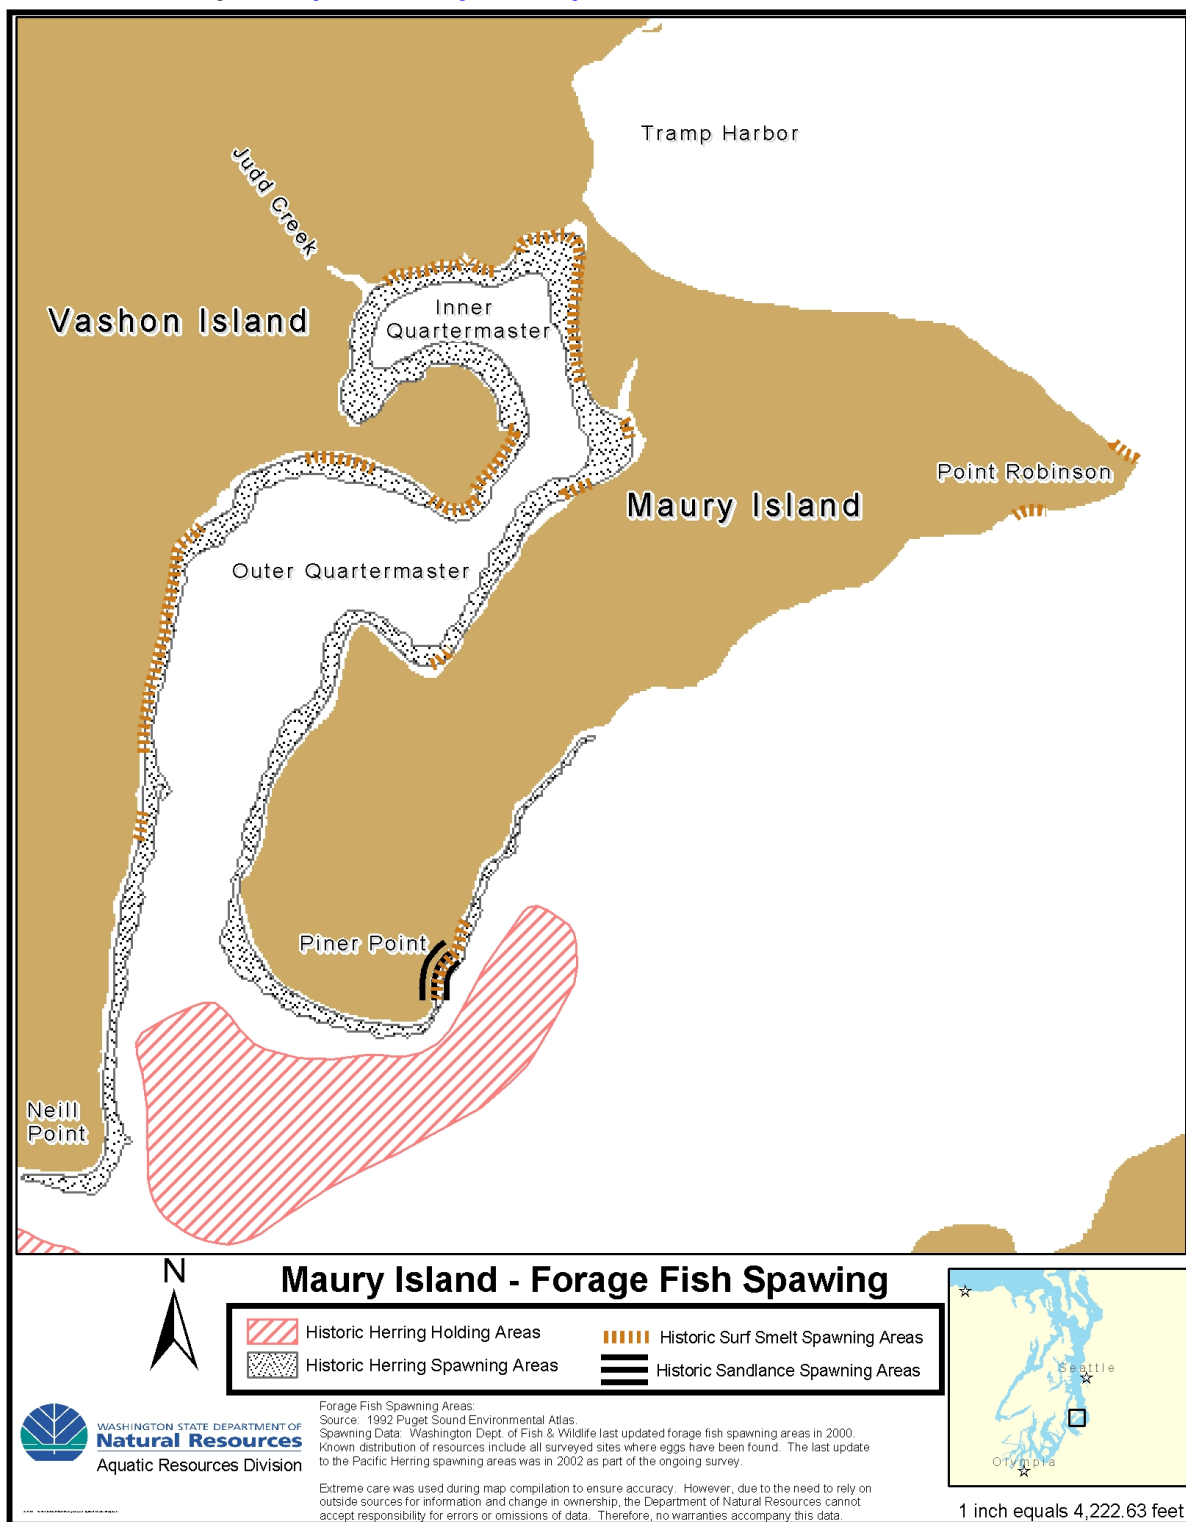 Tramp Harbor
Judd Creek
Vashon Island
Inner
Quartermaster
Point Robinson
Maury Island
Outer Quartermaster
Piner Point
Neill
Point
N
Maury Island - Forage Fish Spawing
Historic Herring Holding Areas
Historic Surf Smelt Spawning Areas
Historic Herring Spawning Areas
Historic Sandlance Spawning Areas
Seattle
Olympia
WASHINGTON STATE DEPARTMENT OF
Natural Resources
Aquatic Resources Division
Forage Fish Spawning Areas:
Source: 1992 Puget Sound Environmental Atlas.
Spawning Data: Washington Dept. of Fish & Wildlife last updated forage fish spawning areas in 2000.
Known distribution of resources include all surveyed sites where eggs have been found. The last update
to the Pacific Herring spawning areas was in 2002 as part of the ongoing survey.
Extreme care was used during map compilation to ensure accuracy. However, due to the need to rely on
outside sources for information and change in ownership, the Department of Natural Resources cannot
accept responsibility for errors or omissions of data. Therefore, no warranties accompany this data.
1 inch equals 4,222.63 feet